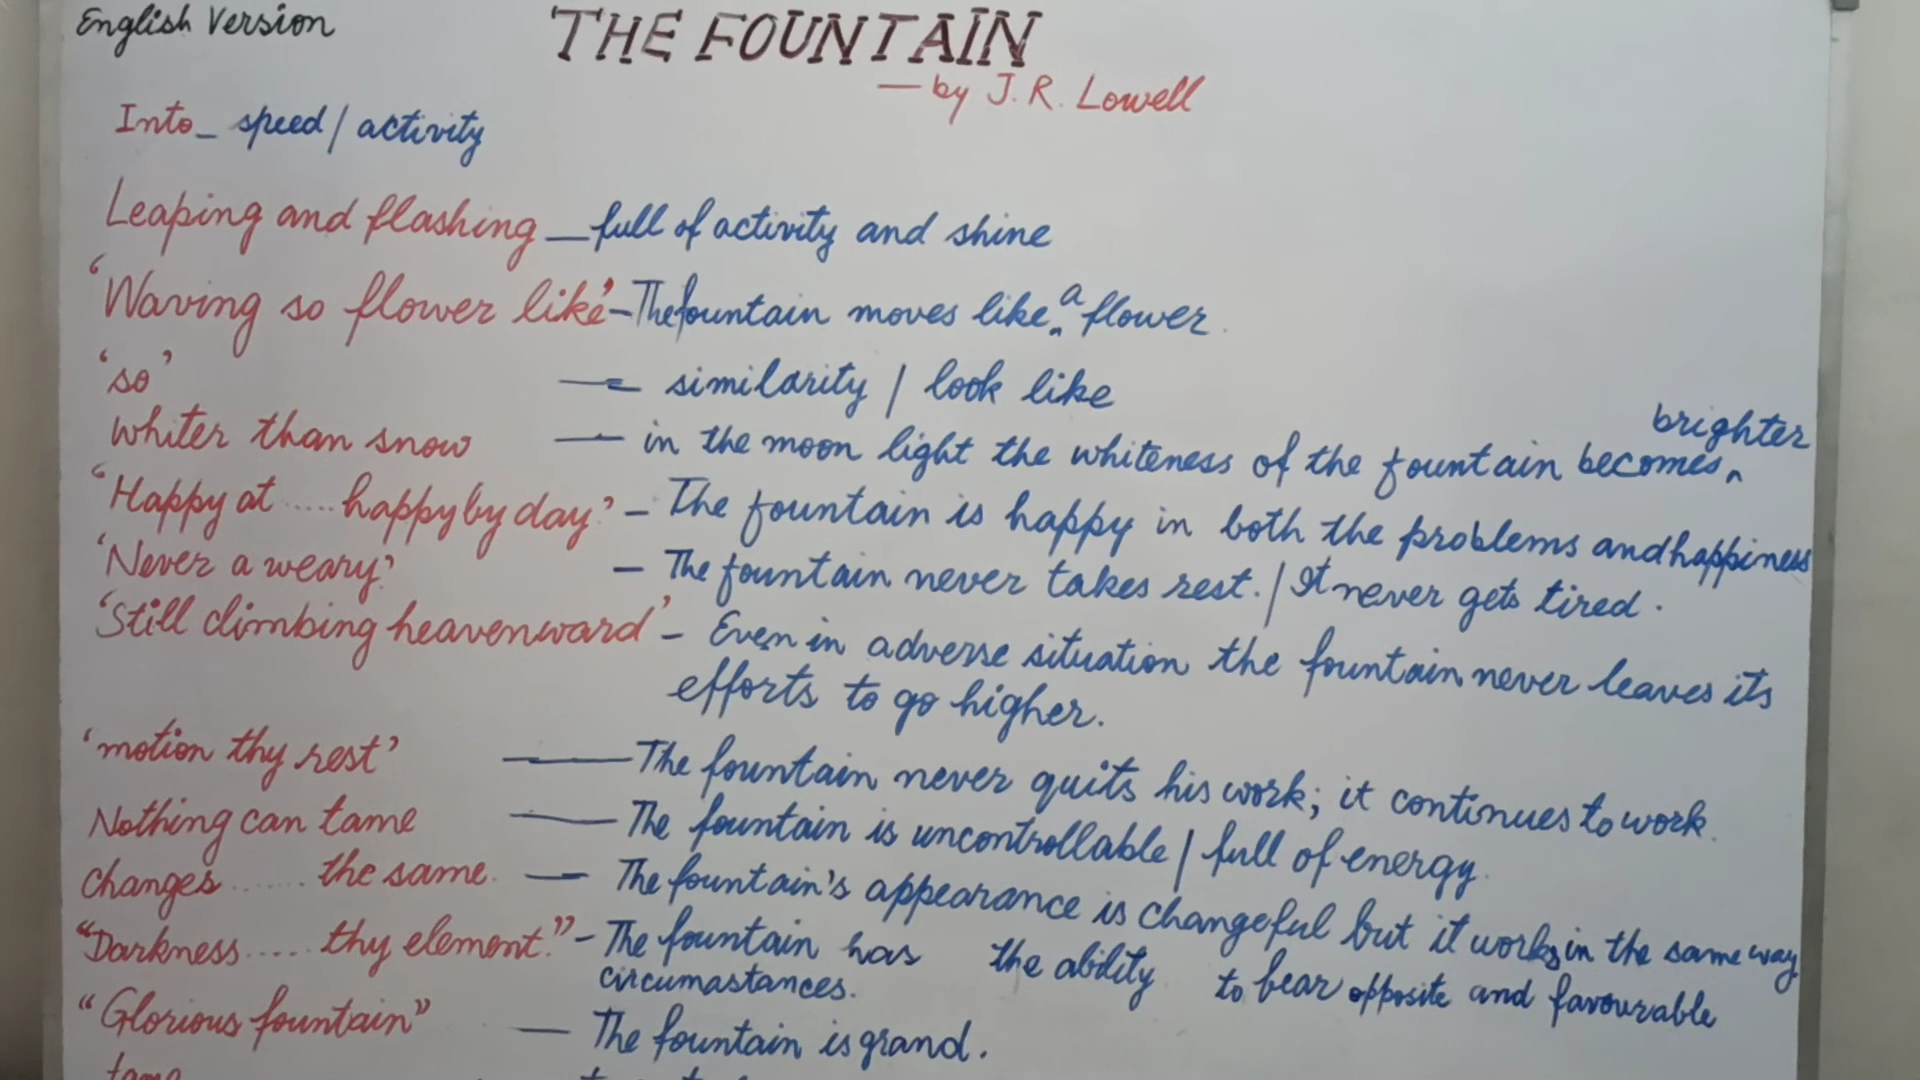 English Version
THE FOUNTAIN
— by J. R. Lowell
Into_ speed / activity
Leaping and flashing _ full of activity and shine
'Waving so flower like' - The fountain moves like a flower.
'so' — similarity / look like
whiter than snow — in the moon light the whiteness of the fountain becomes brighter
'Happy at ..... happy by day' - The fountain is happy in both the problems and happiness
'Never a weary' - The fountain never takes rest. / It never gets tired.
'Still climbing heavenward' - Even in adverse situation the fountain never leaves its
efforts to go higher.
'motion thy rest' — The fountain never quits his work; it continues to work.
Nothing can tame — The fountain is uncontrollable / full of energy.
changes ...... the same. — The fountain's appearance is changeful but it works in the same way
"Darkness ..... thy element." - The fountain has the ability to bear opposite and favourable
circumastances.
"Glorious fountain" — The fountain is grand.